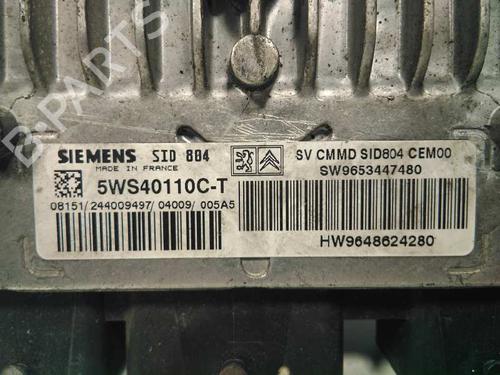 SIEMENS SID 804
MADE IN FRANCE
5WS40110C-T
08151/244009497/04009/005A5
SV CMMD SID804 CEM00
SW9653447480
HW9648624280
B-PARTS